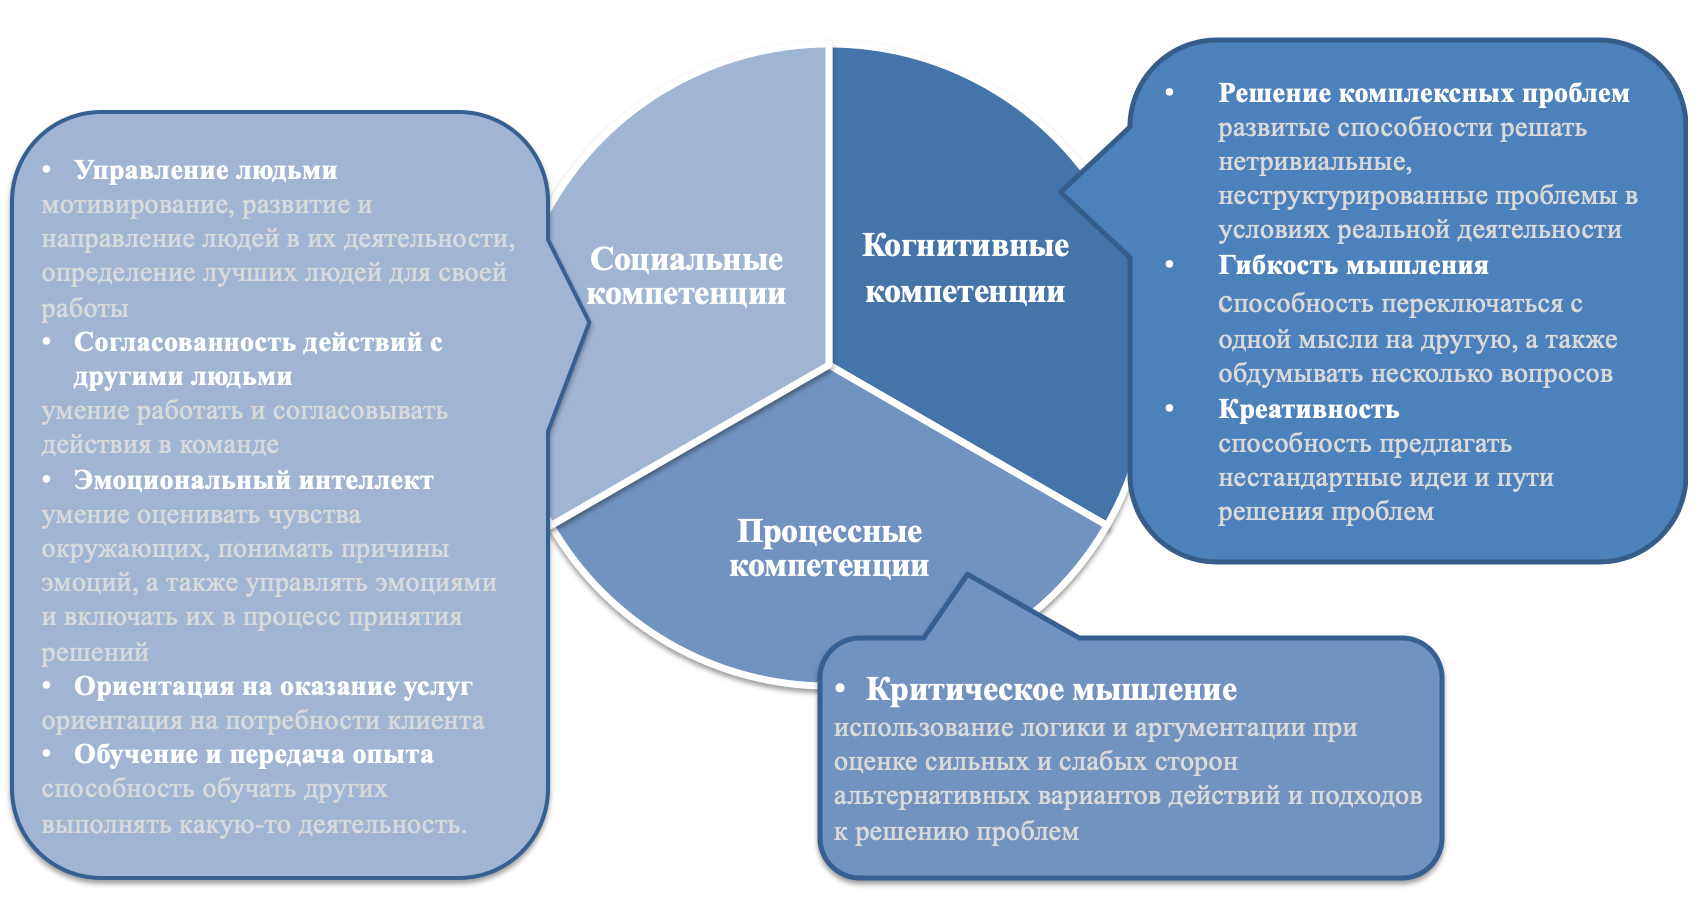 • Управление людьми
мотивирование, развитие и
направление людей в их деятельности,
определение лучших людей для своей
работы
• Согласованность действий с
другими людьми
умение работать и согласовывать
действия в команде
• Эмоциональный интеллект
умение оценивать чувства
окружающих, понимать причины
эмоций, а также управлять эмоциями
и включать их в процесс принятия
решений
• Ориентация на оказание услуг
ориентация на потребности клиента
• Обучение и передача опыта
способность обучать других
выполнять какую-то деятельность.
Социальные
компетенции
Когнитивные
компетенции
Процессные
компетенции
• Решение комплексных проблем
развитые способности решать
нетривиальные,
неструктурированные проблемы в
условиях реальной деятельности
• Гибкость мышления
способность переключаться с
одной мысли на другую, а также
обдумывать несколько вопросов
• Креативность
способность предлагать
нестандартные идеи и пути
решения проблем
• Критическое мышление
использование логики и аргументации при
оценке сильных и слабых сторон
альтернативных вариантов действий и подходов
к решению проблем